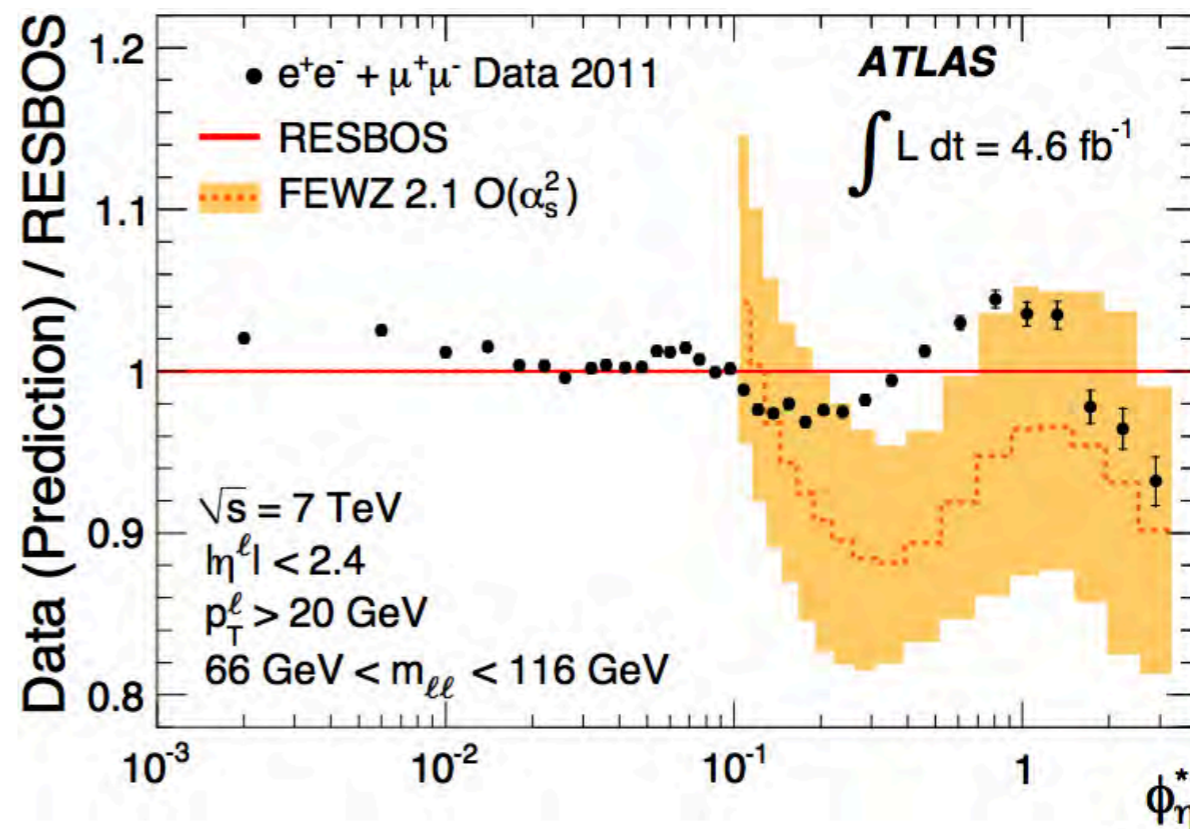 Data (Prediction) / RESBOS
1.2
1.1
1
0.9
0.8
e⁺e⁻ + μ⁺μ⁻ Data 2011
RESBOS
FEWZ 2.1 O(α_s²)
ATLAS
∫ L dt = 4.6 fb⁻¹
√s = 7 TeV
|η^ℓ| < 2.4
p_T^ℓ > 20 GeV
66 GeV < m_ℓℓ < 116 GeV
10⁻³ 10⁻² 10⁻¹ 1
ϕ*_η